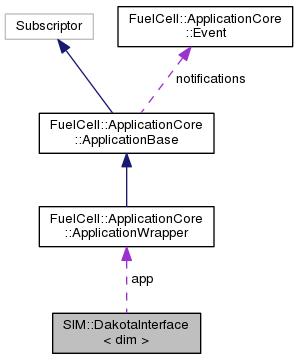 Subscriptor
FuelCell::ApplicationCore
::Event
notifications
FuelCell::ApplicationCore
::ApplicationBase
FuelCell::ApplicationCore
::ApplicationWrapper
app
SIM::DakotaInterface
< dim >